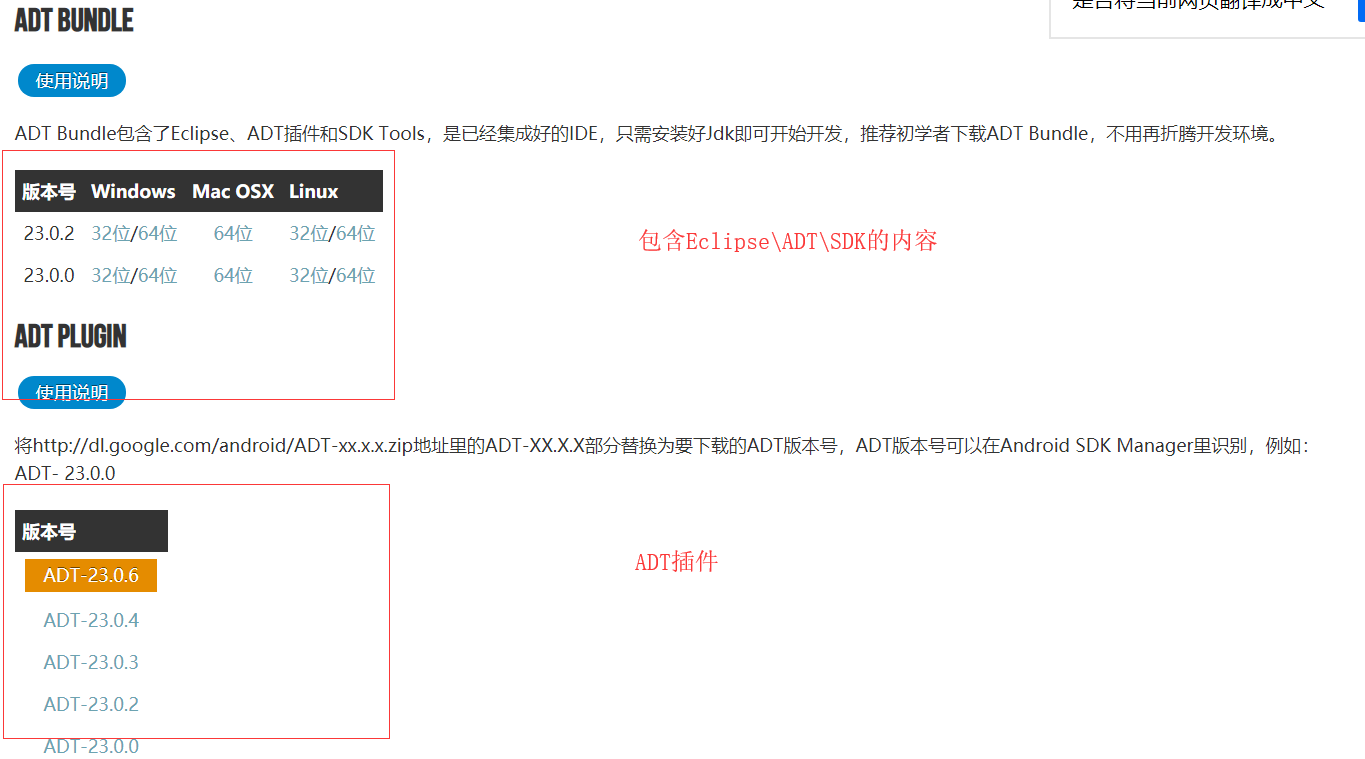 是否将当前网页翻译成中文
ADT BUNDLE
使用说明
ADT Bundle包含了Eclipse、ADT插件和SDK Tools，是已经集成好的IDE，只需安装好Jdk即可开始开发，推荐初学者下载ADT Bundle，不用再折腾开发环境。
版本号 Windows Mac OSX Linux
23.0.2 32位/64位 64位 32位/64位
包含Eclipse\ADT\SDK的内容
23.0.0 32位/64位 64位 32位/64位
ADT PLUGIN
使用说明
将http://dl.google.com/android/ADT-xx.x.x.zip地址里的ADT-XX.X.X部分替换为要下载的ADT版本号，ADT版本号可以在Android SDK Manager里识别，例如：
ADT- 23.0.0
版本号
ADT插件
ADT-23.0.6
ADT-23.0.4
ADT-23.0.3
ADT-23.0.2
ADT-23.0.0